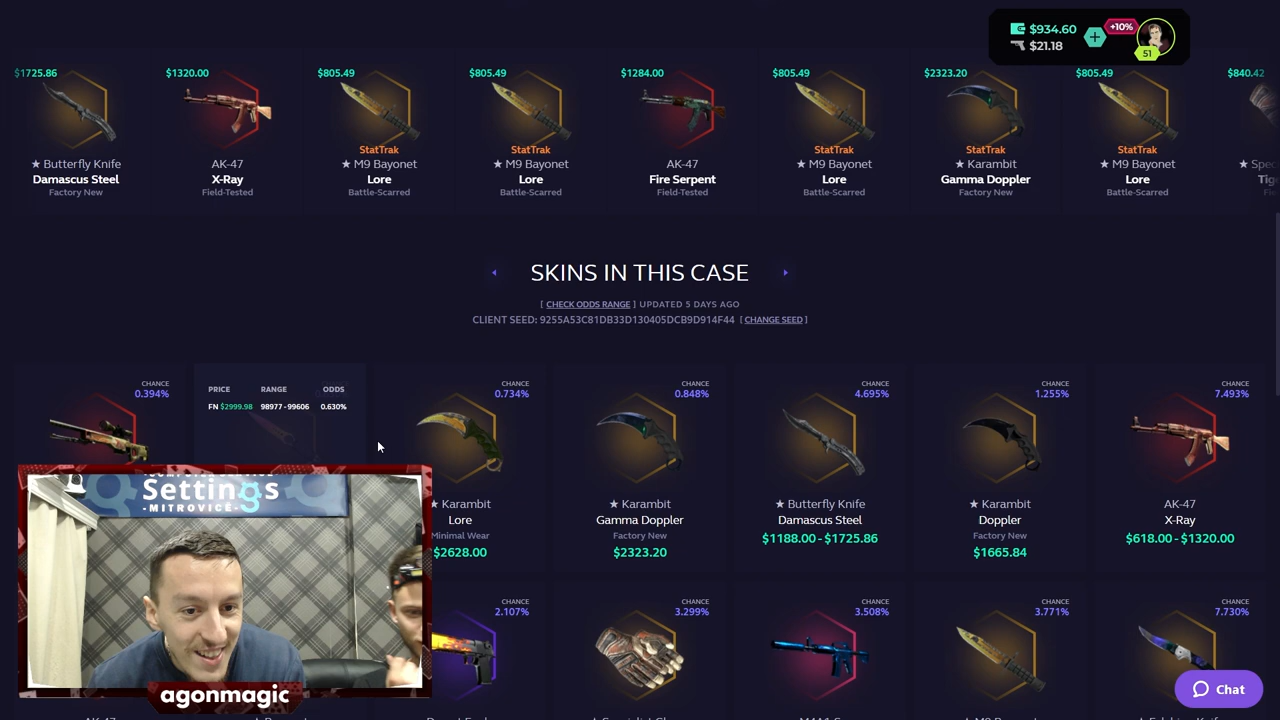 $934.60
+10%
$21.18
51
$1725.86
★ Butterfly Knife
Damascus Steel
Factory New
$1320.00
AK-47
X-Ray
Field-Tested
$805.49
StatTrak
★ M9 Bayonet
Lore
Battle-Scarred
$805.49
StatTrak
★ M9 Bayonet
Lore
Battle-Scarred
$1284.00
AK-47
Fire Serpent
Field-Tested
$805.49
StatTrak
★ M9 Bayonet
Lore
Battle-Scarred
$2323.20
StatTrak
★ Karambit
Gamma Doppler
Factory New
$805.49
StatTrak
★ M9 Bayonet
Lore
Battle-Scarred
$840.42
SKINS IN THIS CASE
[ CHECK ODDS RANGE ] UPDATED 5 DAYS AGO
CLIENT SEED: 9255A53C81DB33D130405DCB9D914F44 [ CHANGE SEED ]
CHANCE
0.394%
PRICE RANGE ODDS
FN $2999.98 98977 - 99606 0.630%
CHANCE
0.734%
★ Karambit
Lore
Minimal Wear
$2628.00
CHANCE
0.848%
★ Karambit
Gamma Doppler
Factory New
$2323.20
CHANCE
4.695%
★ Butterfly Knife
Damascus Steel
$1188.00 - $1725.86
CHANCE
1.255%
★ Karambit
Doppler
Factory New
$1665.84
CHANCE
7.493%
AK-47
X-Ray
$618.00 - $1320.00
Settings
-MITROVICË-
agonmagic
CHANCE
2.107%
CHANCE
3.299%
CHANCE
3.508%
CHANCE
3.771%
CHANCE
7.730%
Chat